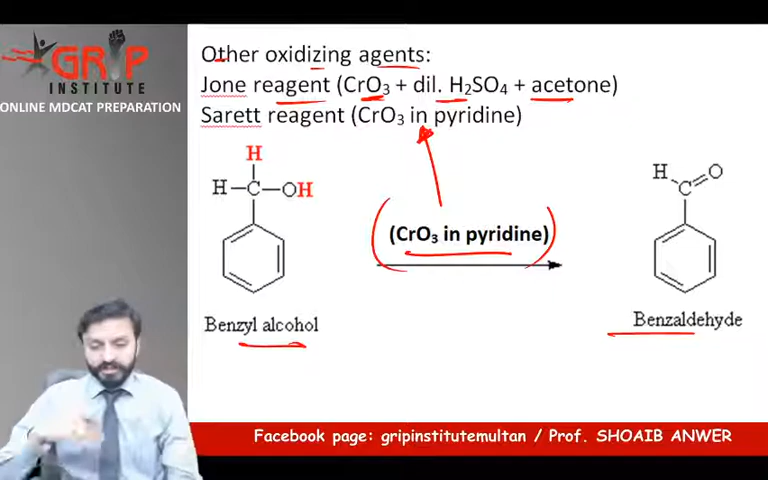 GRIP
INSTITUTE
ONLINE MDCAT PREPARATION
Other oxidizing agents:
Jone reagent (CrO₃ + dil. H₂SO₄ + acetone)
Sarett reagent (CrO₃ in pyridine)
H
H–C–OH
(CrO₃ in pyridine)
H
C=O
Benzyl alcohol
Benzaldehyde
Facebook page: gripinstitutemultan / Prof. SHOAIB ANWER